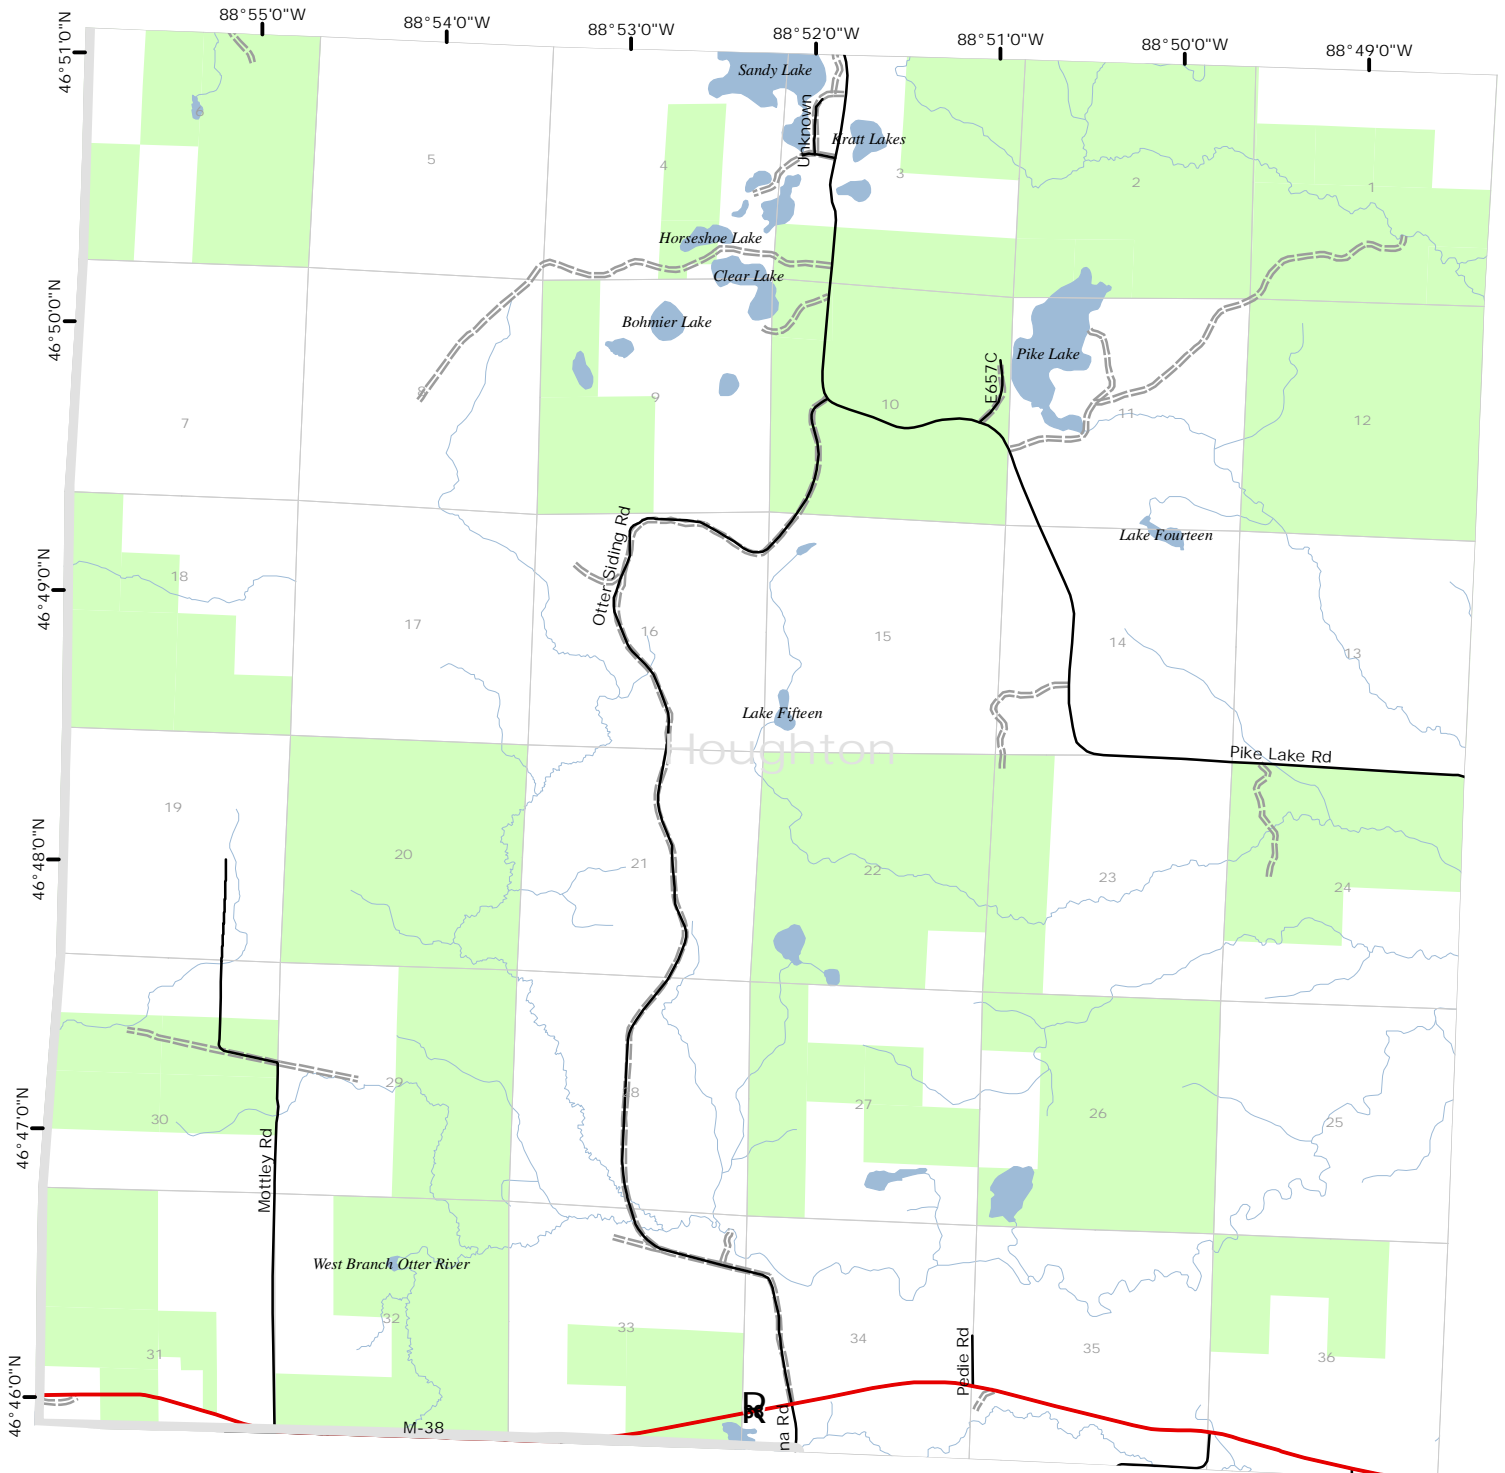 88°55'0"W
88°54'0"W
88°53'0"W
88°52'0"W
88°51'0"W
88°50'0"W
88°49'0"W
46°51'0"N
Sandy Lake
Unknown
Kratt Lakes
6
5
4
3
2
1
Horseshoe Lake
Clear Lake
46°50'0"N
Bohmier Lake
Pike Lake
E657C
8
9
10
11
12
7
Lake Fourteen
Otter Siding Rd
46°49'0"N
18
17
16
15
14
13
Lake Fifteen
Houghton
Pike Lake Rd
19
46°48'0"N
20
21
22
23
24
29
28
27
26
25
30
46°47'0"N
Mottley Rd
West Branch Otter River
32
33
34
35
36
31
Pedie Rd
46°46'0"N
R
M-38
na Rd